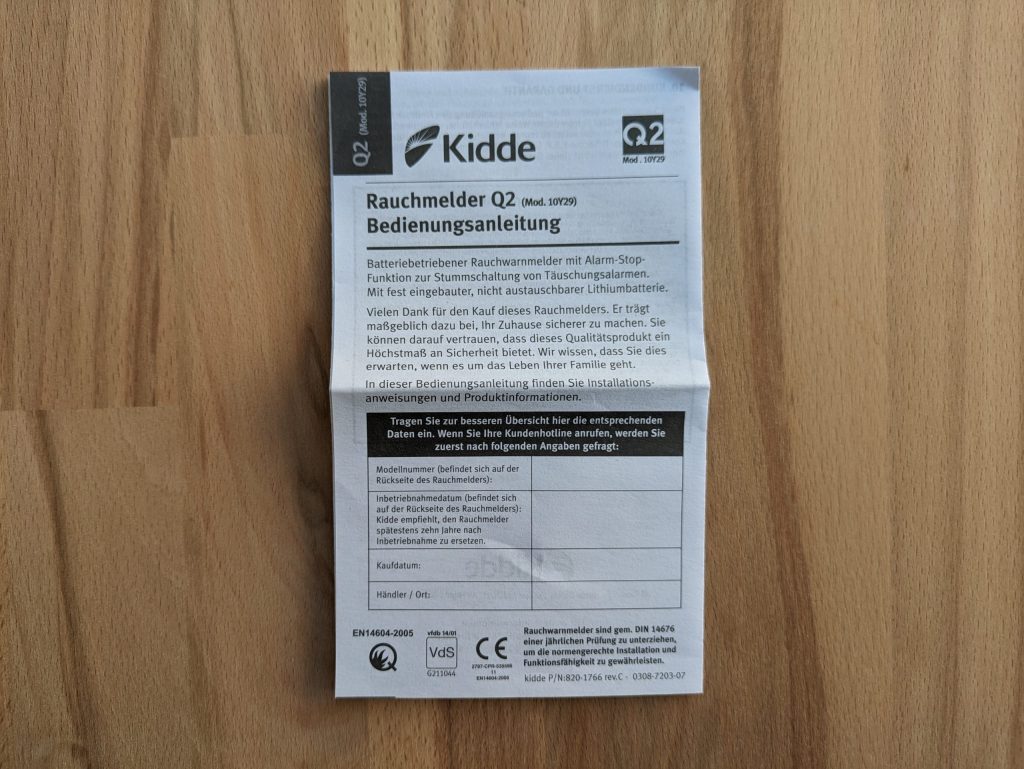 Q2 (Mod. 10Y29)
Kidde
Q2
Mod. 10Y29
Rauchmelder Q2 (Mod. 10Y29)
Bedienungsanleitung
Batteriebetriebener Rauchwarnmelder mit Alarm-Stop-
Funktion zur Stummschaltung von Täuschungsalarmen.
Mit fest eingebauter, nicht austauschbarer Lithiumbatterie.
Vielen Dank für den Kauf dieses Rauchmelders. Er trägt
maßgeblich dazu bei, Ihr Zuhause sicherer zu machen. Sie
können darauf vertrauen, dass dieses Qualitätsprodukt ein
Höchstmaß an Sicherheit bietet. Wir wissen, dass Sie dies
erwarten, wenn es um das Leben Ihrer Familie geht.
In dieser Bedienungsanleitung finden Sie Installations-
anweisungen und Produktinformationen.
Tragen Sie zur besseren Übersicht hier die entsprechenden
Daten ein. Wenn Sie Ihre Kundenhotline anrufen, werden Sie
zuerst nach folgenden Angaben gefragt:
Modellnummer (befindet sich auf der
Rückseite des Rauchmelders):
Inbetriebnahmedatum (befindet sich
auf der Rückseite des Rauchmelders):
Kidde empfiehlt, den Rauchmelder
spätestens zehn Jahre nach
Inbetriebnahme zu ersetzen.
Kaufdatum:
Händler / Ort:
EN14604-2005
Q
vfdb 14/01
VdS
G211044
CE
11
Rauchwarnmelder sind gem. DIN 14676
einer jährlichen Prüfung zu unterziehen,
um die normengerechte Installation und
Funktionsfähigkeit zu gewährleisten.
kidde P/N:820-1766 rev.C - 0308-7203-07